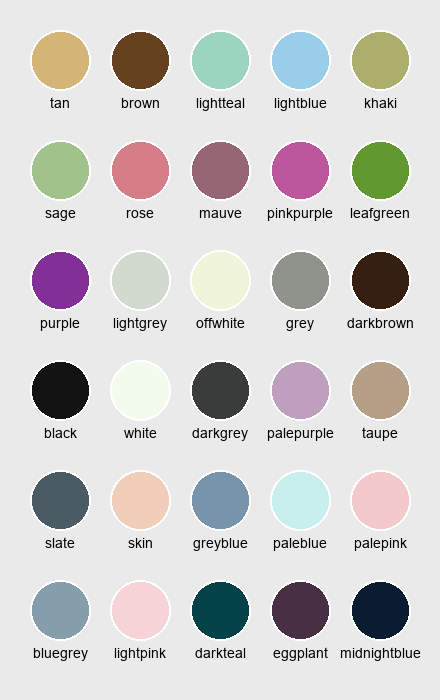 tan brown lightteal lightblue khaki
sage rose mauve pinkpurple leafgreen
purple lightgrey offwhite grey darkbrown
black white darkgrey palepurple taupe
slate skin greyblue paleblue palepink
bluegrey lightpink darkteal eggplant midnightblue